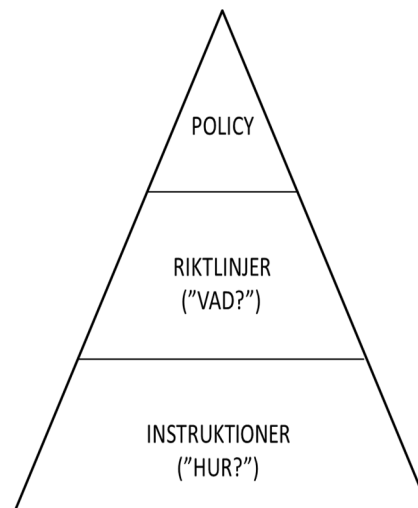 POLICY
RIKTLINJER
(”VAD?”)
INSTRUKTIONER
(”HUR?”)